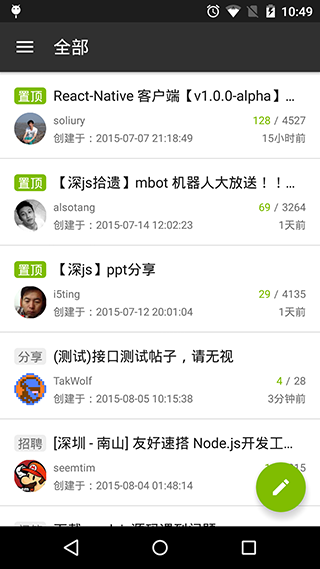 10:49
全部
置顶 React-Native 客户端【v1.0.0-alpha】...
soliury 128 / 4527
创建于：2015-07-07 21:18:49 15小时前
置顶 【深js拾遗】mbot 机器人大放送！！...
alsotang 69 / 3264
创建于：2015-07-14 12:02:23 1天前
置顶 【深js】ppt分享
i5ting 29 / 4135
创建于：2015-07-12 20:01:04 1天前
分享 (测试)接口测试帖子，请无视
TakWolf 4 / 28
创建于：2015-08-05 10:15:38 3分钟前
招聘 [深圳 - 南山] 友好速搭 Node.js开发工...
seemtim
创建于：2015-08-04 01:48:14